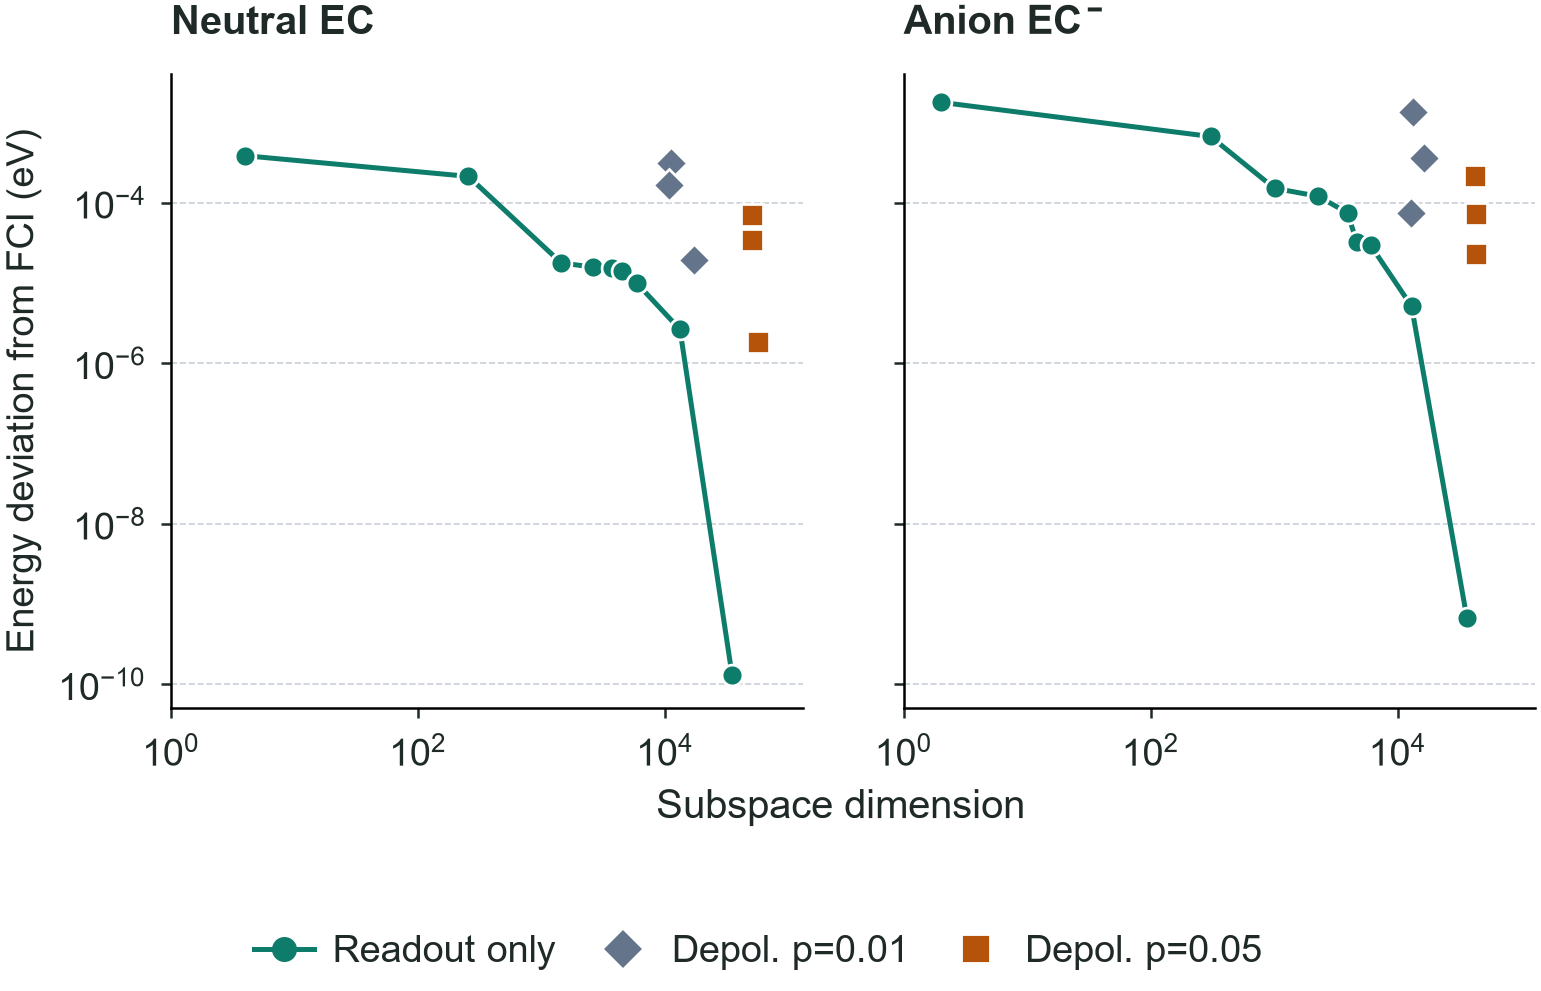 Neutral EC
Anion EC⁻
Energy deviation from FCI (eV)
10⁻⁴
10⁻⁶
10⁻⁸
10⁻¹⁰
10⁰ 10² 10⁴
10⁰ 10² 10⁴
Subspace dimension
Readout only
Depol. p=0.01
Depol. p=0.05